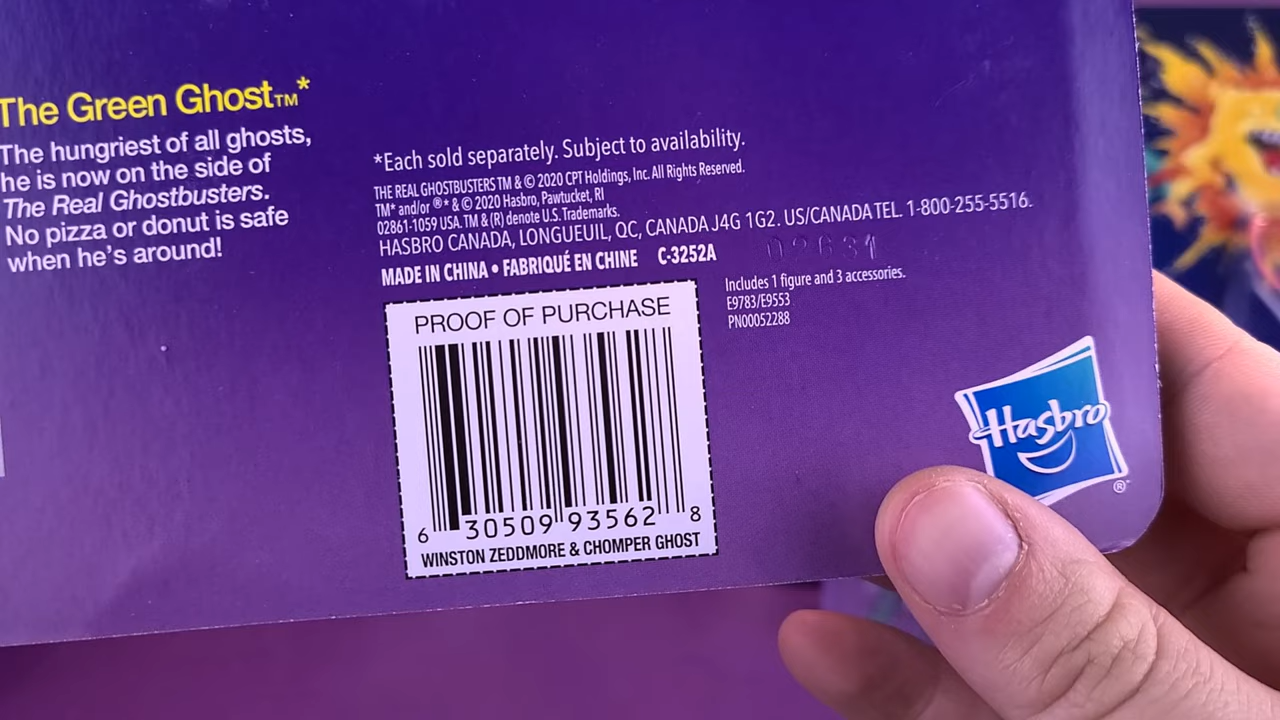 The Green Ghost™*
The hungriest of all ghosts,
he is now on the side of
The Real Ghostbusters.
No pizza or donut is safe
when he's around!
*Each sold separately. Subject to availability.
THE REAL GHOSTBUSTERS TM & © 2020 CPT Holdings, Inc. All Rights Reserved.
TM* and/or ®* & © 2020 Hasbro, Pawtucket, RI
02861-1059 USA. TM & (R) denote U.S. Trademarks.
HASBRO CANADA, LONGUEUIL, QC, CANADA J4G 1G2. US/CANADA TEL. 1-800-255-5516.
MADE IN CHINA • FABRIQUÉ EN CHINE C-3252A
02631
Includes 1 figure and 3 accessories.
E9783/E9553
PN00052288
PROOF OF PURCHASE
6 30509 93562 8
WINSTON ZEDDMORE & CHOMPER GHOST
Hasbro
®